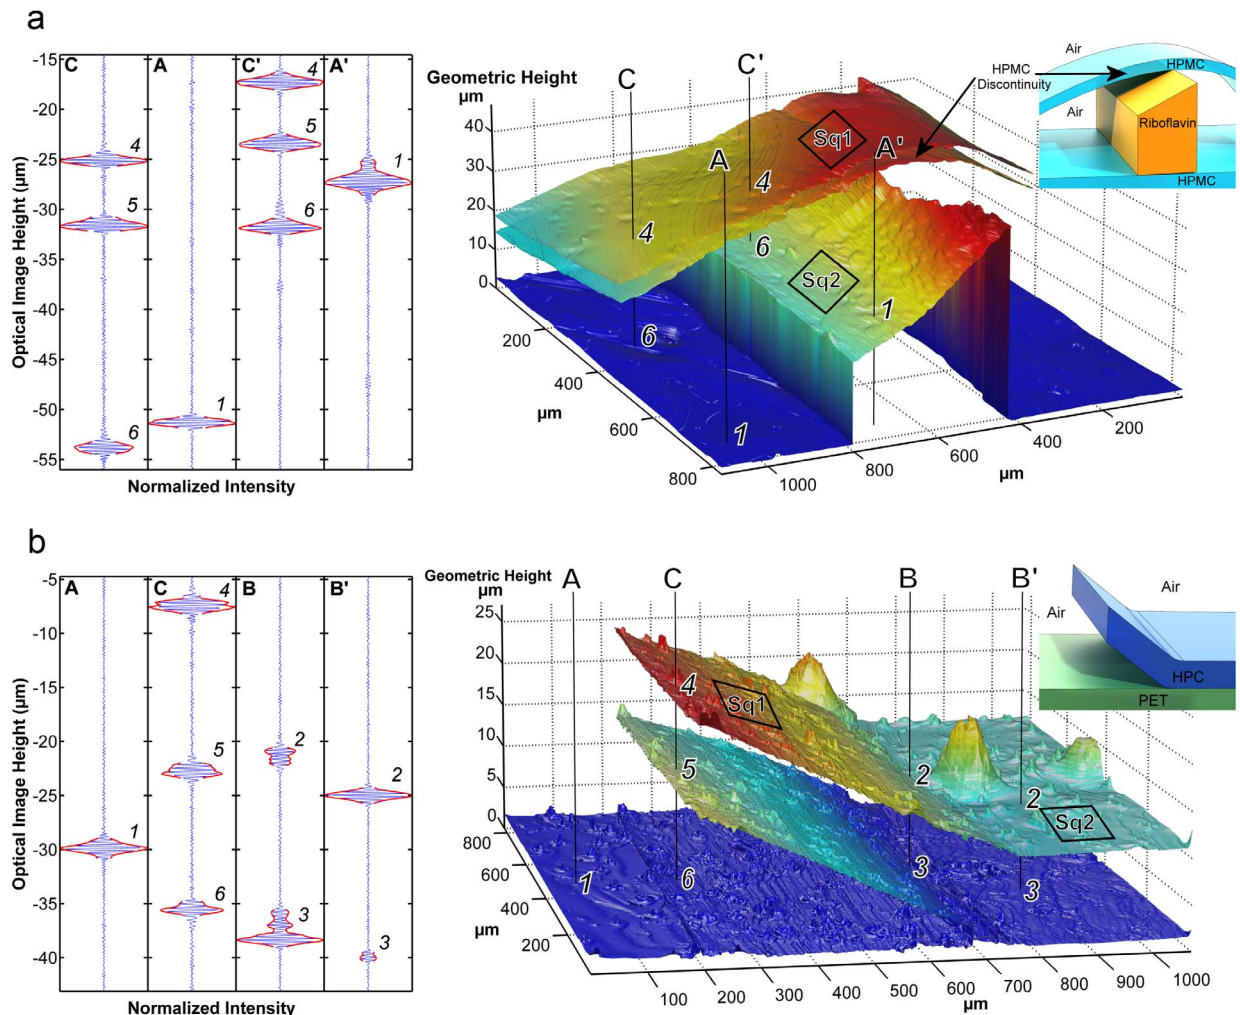 a
C
A
C'
A'
-15
-20
-25
-30
-35
-40
-45
-50
-55
Optical Image Height (µm)
4
5
6
1
4
5
6
1
Normalized Intensity
Geometric Height
µm
40
30
20
10
0
C
C'
A
A'
Sq1
Sq2
4
4
6
6
1
1
HPMC
Discontinuity
200
400
600
800
µm
1000
800
600
400
200
µm
Air
HPMC
Air
Riboflavin
HPMC
b
A
C
B
B'
-5
-10
-15
-20
-25
-30
-35
-40
Optical Image Height (µm)
1
4
5
6
2
3
2
3
Normalized Intensity
Geometric Height
µm
25
20
15
10
5
0
A
C
B
B'
4
Sq1
5
2
2
Sq2
1
6
3
3
800
600
400
200
µm
100
200
300
400
500
600
700
800
900
1000
µm
Air
Air
HPC
PET